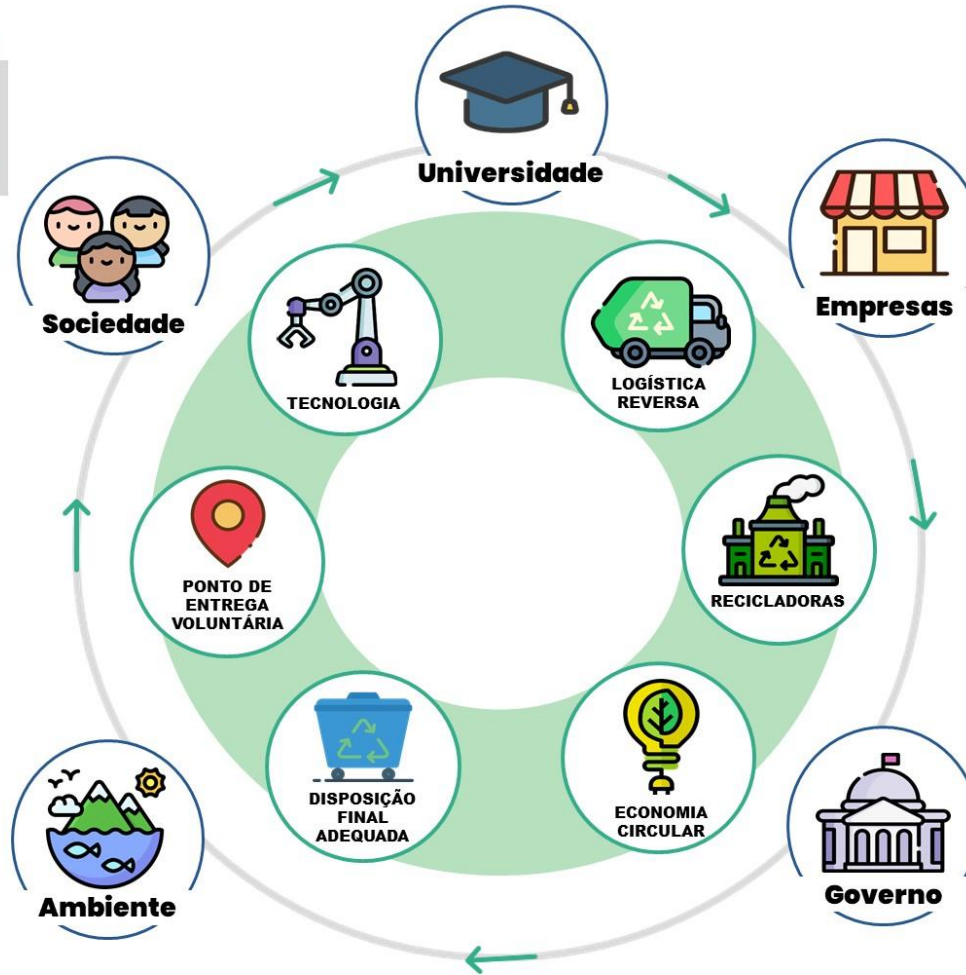 Universidade
Empresas
Sociedade
TECNOLOGIA
LOGÍSTICA
REVERSA
PONTO DE
ENTREGA
VOLUNTÁRIA
RECICLADORAS
DISPOSIÇÃO
FINAL
ADEQUADA
ECONOMIA
CIRCULAR
Ambiente
Governo